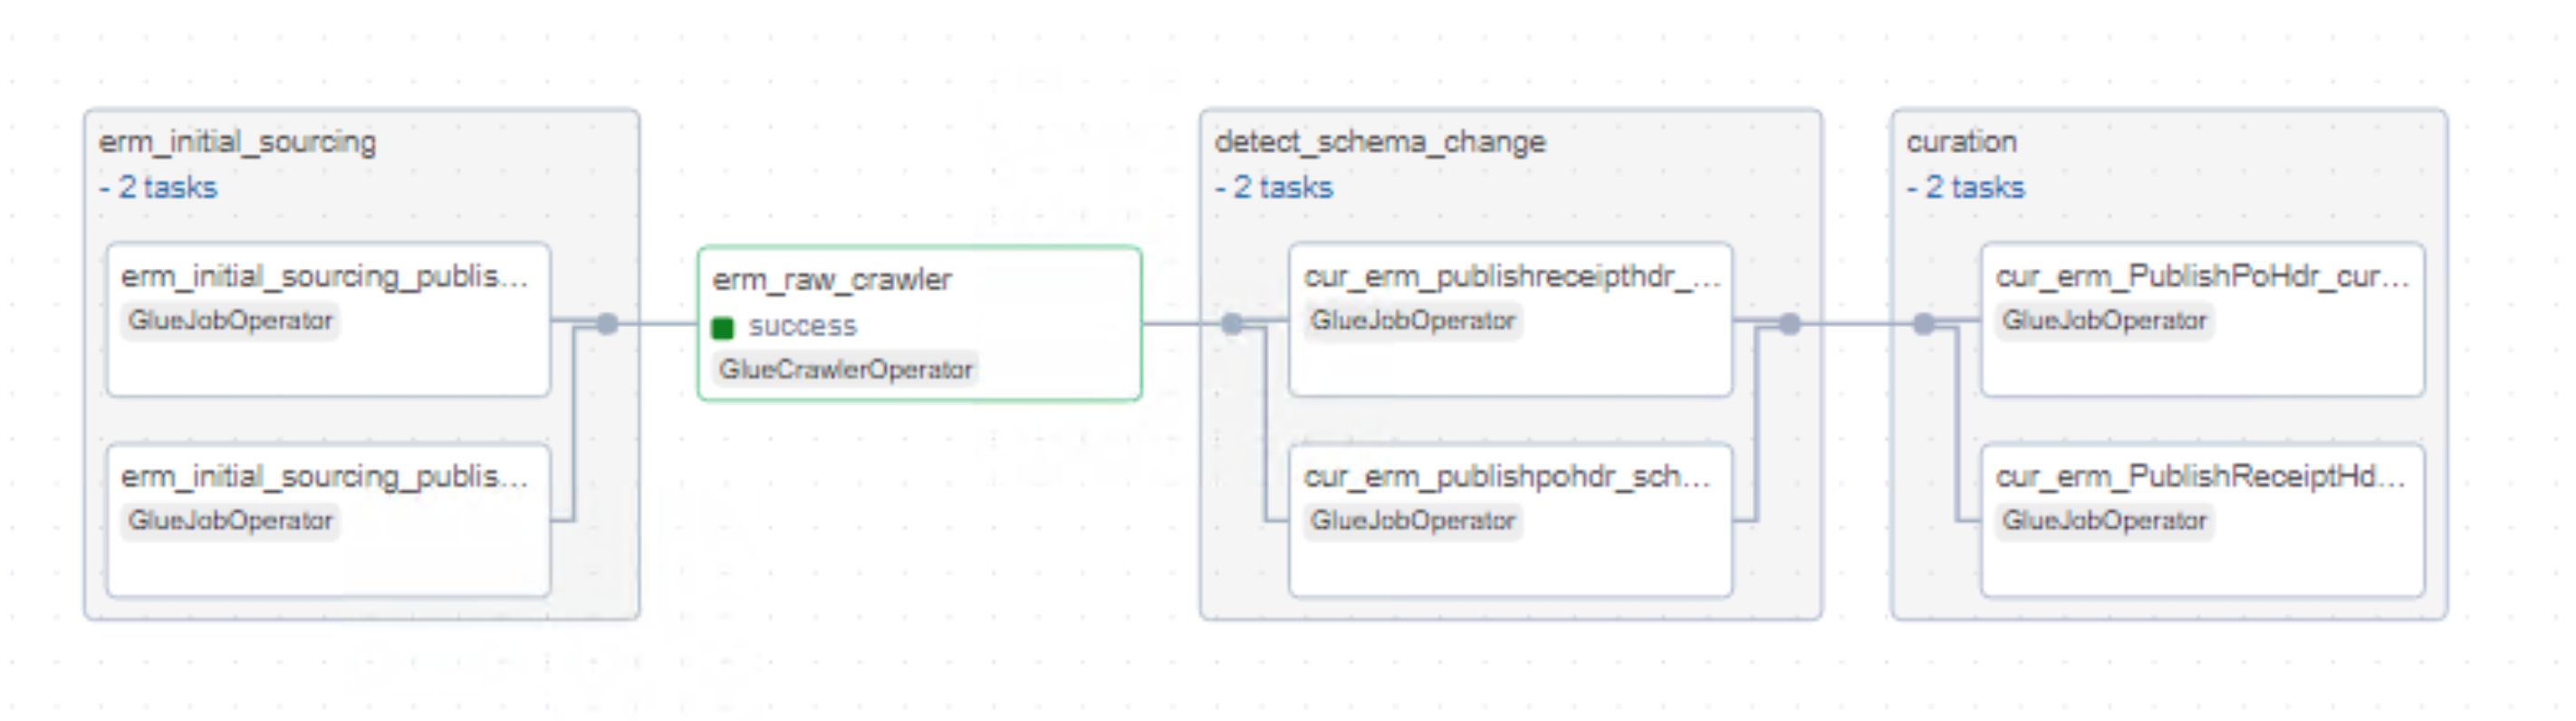 erm_initial_sourcing
- 2 tasks
erm_initial_sourcing_publis...
GlueJobOperator
erm_initial_sourcing_publis...
GlueJobOperator
erm_raw_crawler
success
GlueCrawlerOperator
detect_schema_change
- 2 tasks
cur_erm_publishreceipthdr_...
GlueJobOperator
cur_erm_publishpohdr_sch...
GlueJobOperator
curation
- 2 tasks
cur_erm_PublishPoHdr_cur...
GlueJobOperator
cur_erm_PublishReceiptHd...
GlueJobOperator